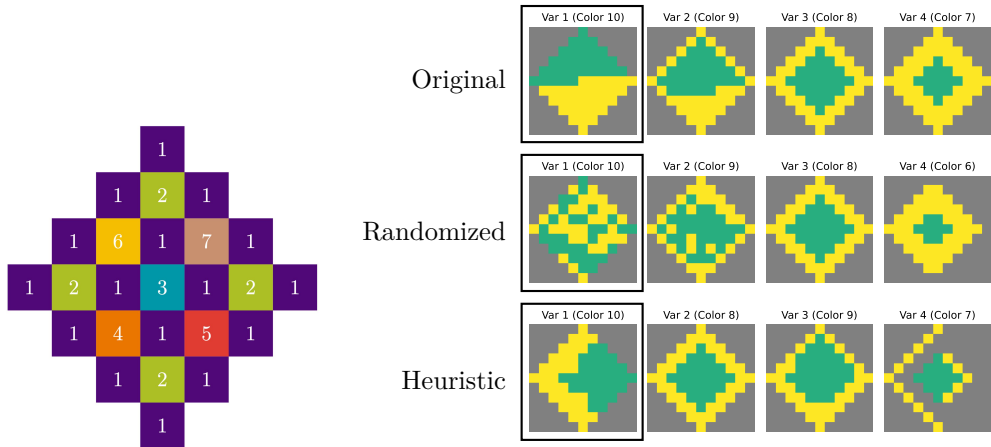 1
1 2 1
1 6 1 7 1
1 2 1 3 1 2 1
1 4 1 5 1
1 2 1
1
Original
Var 1 (Color 10) Var 2 (Color 9) Var 3 (Color 8) Var 4 (Color 7)
Randomized
Var 1 (Color 10) Var 2 (Color 9) Var 3 (Color 8) Var 4 (Color 6)
Heuristic
Var 1 (Color 10) Var 2 (Color 8) Var 3 (Color 9) Var 4 (Color 7)